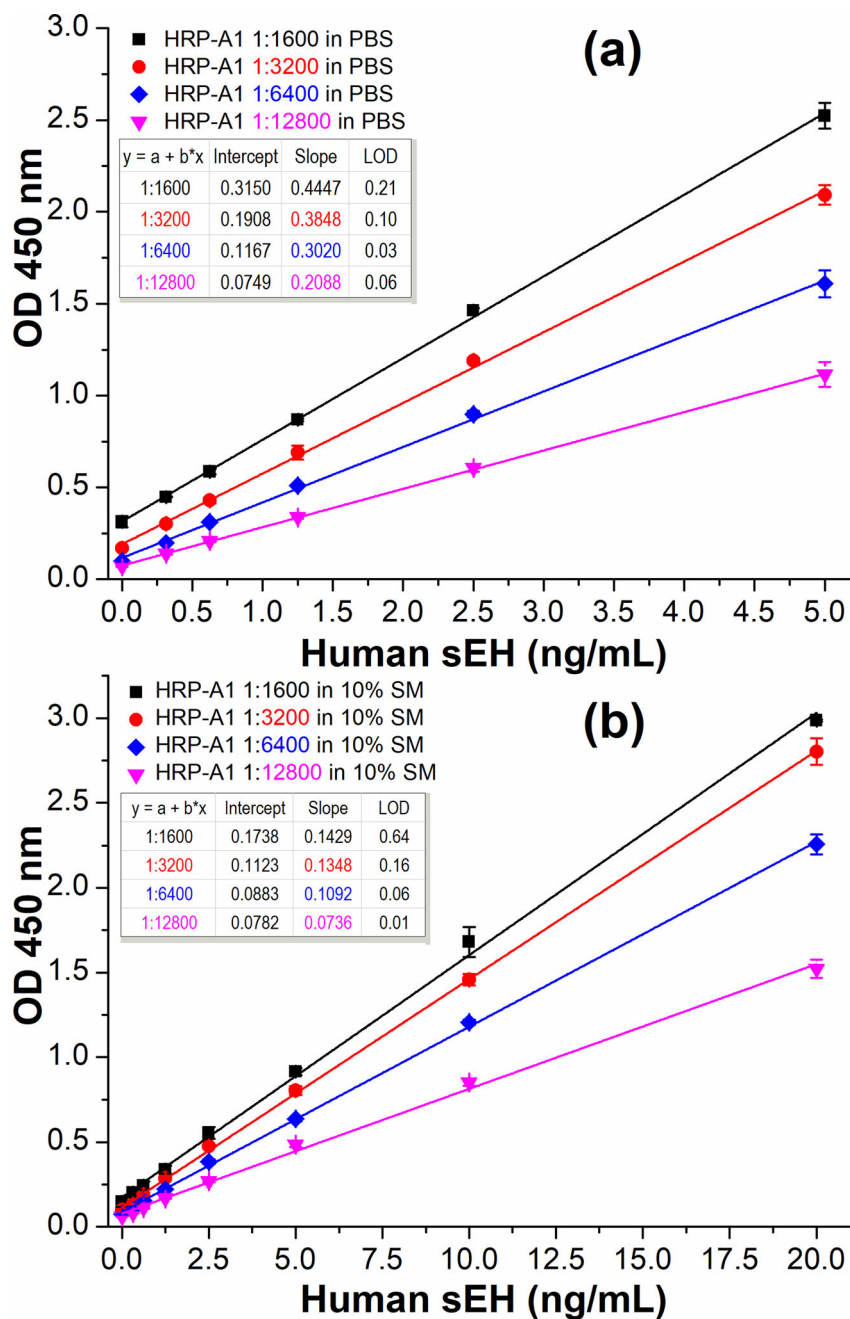 (a)
HRP-A1 1:1600 in PBS
HRP-A1 1:3200 in PBS
HRP-A1 1:6400 in PBS
HRP-A1 1:12800 in PBS
y = a + b*x Intercept Slope LOD
1:1600 0.3150 0.4447 0.21
1:3200 0.1908 0.3848 0.10
1:6400 0.1167 0.3020 0.03
1:12800 0.0749 0.2088 0.06
OD 450 nm
3.0
2.5
2.0
1.5
1.0
0.5
0.0
0.0 0.5 1.0 1.5 2.0 2.5 3.0 3.5 4.0 4.5 5.0
Human sEH (ng/mL)
(b)
HRP-A1 1:1600 in 10% SM
HRP-A1 1:3200 in 10% SM
HRP-A1 1:6400 in 10% SM
HRP-A1 1:12800 in 10% SM
y = a + b*x Intercept Slope LOD
1:1600 0.1738 0.1429 0.64
1:3200 0.1123 0.1348 0.16
1:6400 0.0883 0.1092 0.06
1:12800 0.0782 0.0736 0.01
OD 450 nm
3.0
2.5
2.0
1.5
1.0
0.5
0.0
0.0 2.5 5.0 7.5 10.0 12.5 15.0 17.5 20.0
Human sEH (ng/mL)